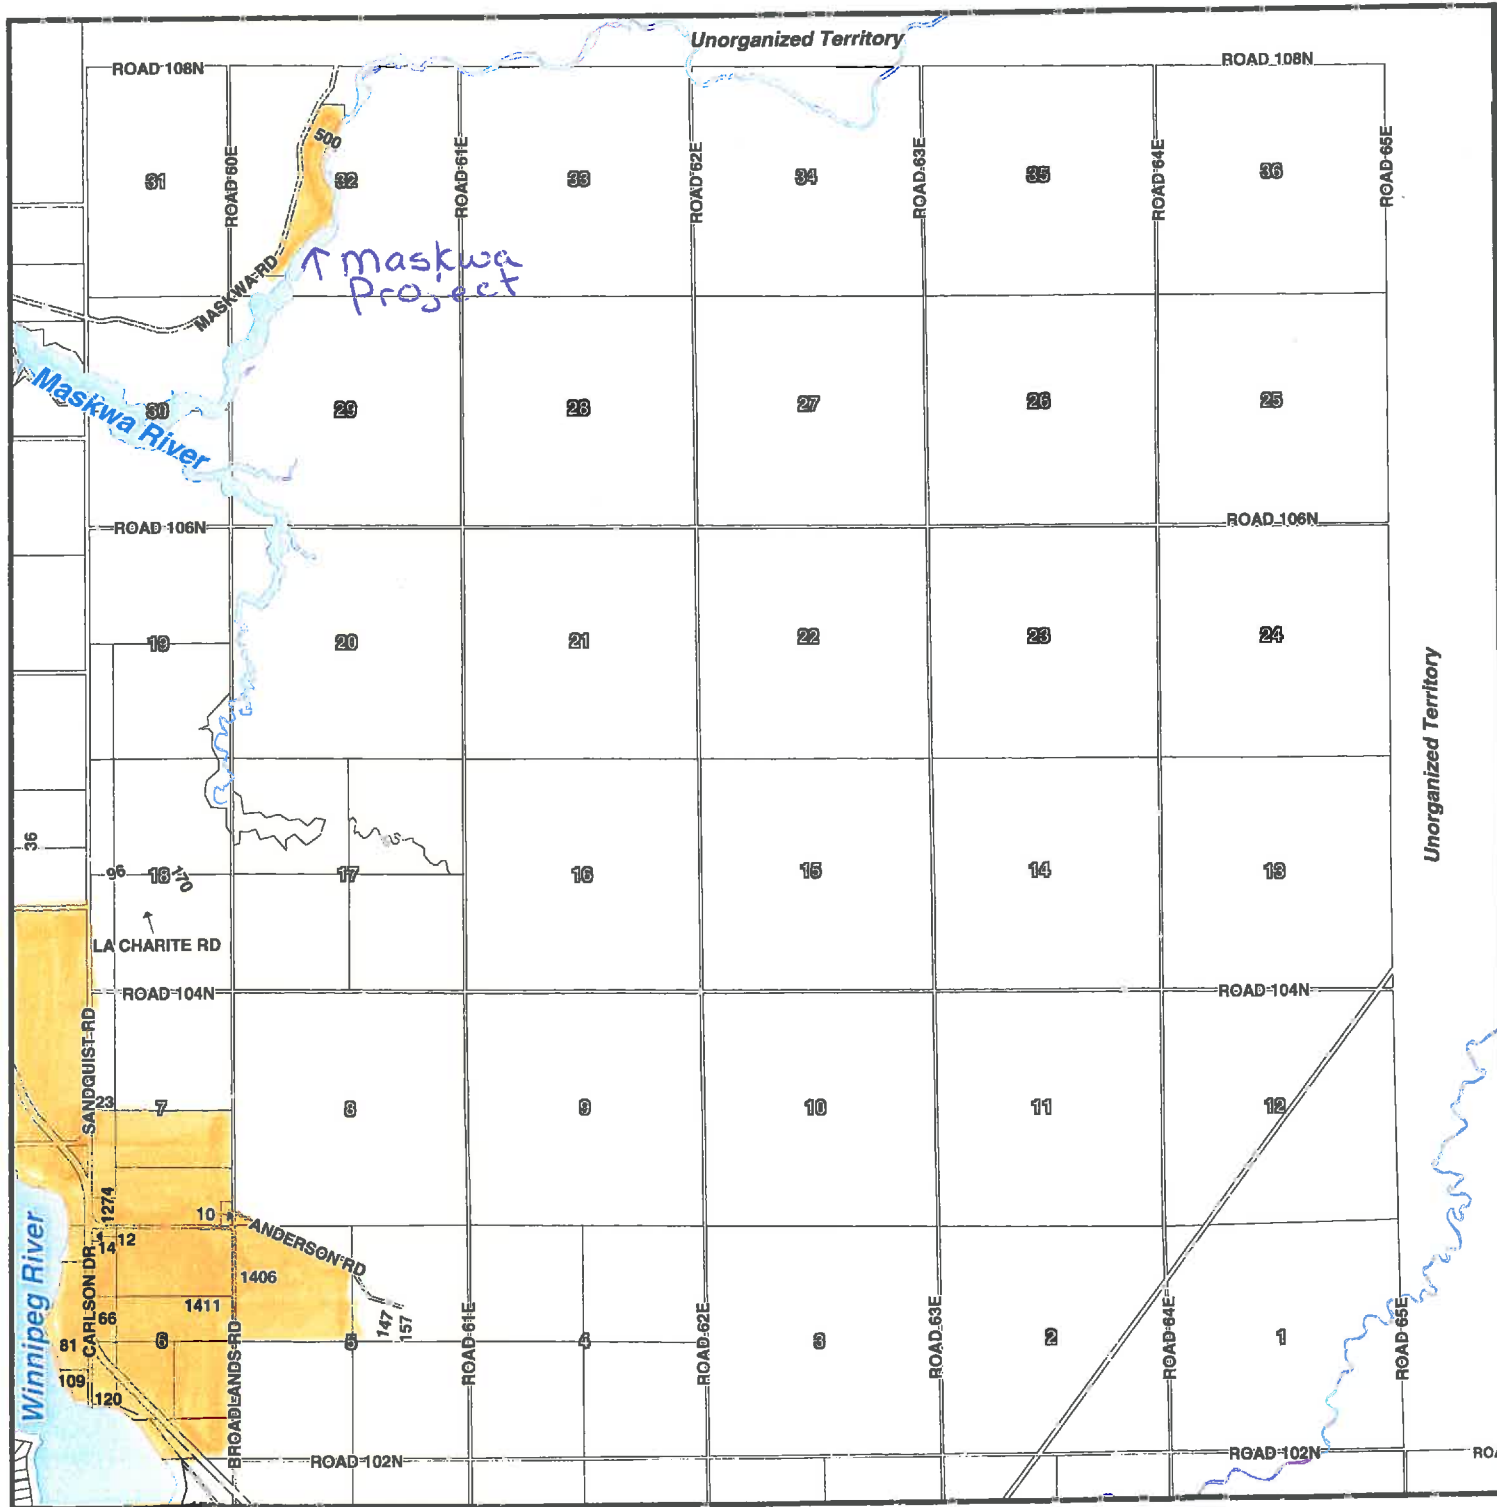 Unorganized Territory
ROAD 108N
ROAD 108N
500
31
32
33
34
35
36
ROAD 60E
ROAD 61E
ROAD 62E
ROAD 63E
ROAD 64E
ROAD 65E
MASKWA RD
↑ Maskwa
Project
Maskwa River
30
29
28
27
26
25
ROAD 106N
ROAD 106N
19
20
21
22
23
24
Unorganized Territory
36
96
18
170
17
16
15
14
13
LA CHARITE RD
ROAD 104N
ROAD 104N
SANDQUIST RD
23
7
8
9
10
11
12
1274
10
ANDERSON RD
14
12
CARLSON DR
1406
1411
66
147
157
81
6
5
4
3
2
1
109
120
Winnipeg River
BROADLANDS RD
ROAD 61E
ROAD 62E
ROAD 63E
ROAD 64E
ROAD 65E
ROAD 102N
ROAD 102N
ROA